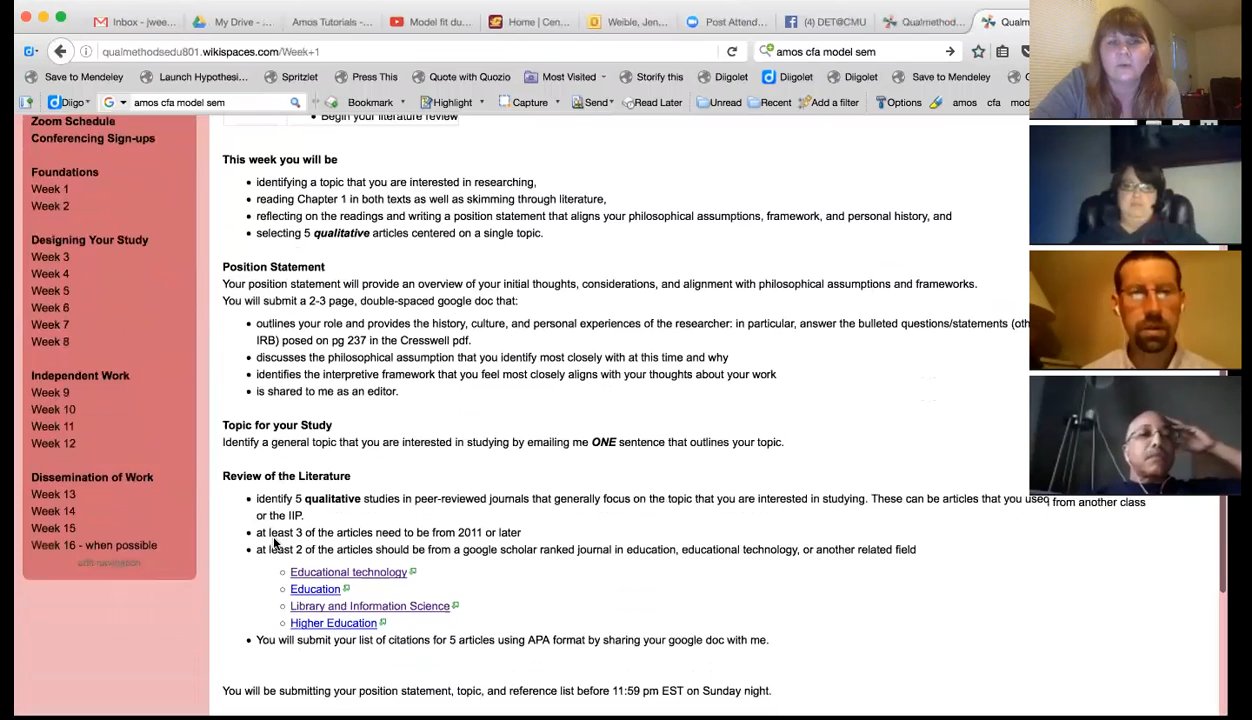 Inbox - jwee...
My Drive - ...
Amos Tutorials - ...
Model fit du...
Home | Cen...
Weible, Jen...
Post Attend...
(4) DET@CMU
Qualmethod...
Qualm
qualmethodsedu801.wikispaces.com/Week+1
amos cfa model sem
Save to Mendeley
Launch Hypothesi...
Spritzlet
Press This
Quote with Quozio
Most Visited
Storify this
Diigolet
Diigolet
Diigolet
Save to Mendeley
Diigo
amos cfa model sem
Bookmark
Highlight
Capture
Send
Read Later
Unread
Recent
Add a filter
Options
amos
cfa
mod
Zoom Schedule
Conferencing Sign-ups
Foundations
Week 1
Week 2
Designing Your Study
Week 3
Week 4
Week 5
Week 6
Week 7
Week 8
Independent Work
Week 9
Week 10
Week 11
Week 12
Dissemination of Work
Week 13
Week 14
Week 15
Week 16 - when possible
edit navigation
• Begin your literature review
This week you will be
• identifying a topic that you are interested in researching,
• reading Chapter 1 in both texts as well as skimming through literature,
• reflecting on the readings and writing a position statement that aligns your philosophical assumptions, framework, and personal history, and
• selecting 5 qualitative articles centered on a single topic.
Position Statement
Your position statement will provide an overview of your initial thoughts, considerations, and alignment with philosophical assumptions and frameworks.
You will submit a 2-3 page, double-spaced google doc that:
• outlines your role and provides the history, culture, and personal experiences of the researcher: in particular, answer the bulleted questions/statements (oth
IRB) posed on pg 237 in the Cresswell pdf.
• discusses the philosophical assumption that you identify most closely with at this time and why
• identifies the interpretive framework that you feel most closely aligns with your thoughts about your work
• is shared to me as an editor.
Topic for your Study
Identify a general topic that you are interested in studying by emailing me ONE sentence that outlines your topic.
Review of the Literature
• identify 5 qualitative studies in peer-reviewed journals that generally focus on the topic that you are interested in studying. These can be articles that you used from another class
or the IIP.
• at least 3 of the articles need to be from 2011 or later
• at least 2 of the articles should be from a google scholar ranked journal in education, educational technology, or another related field
◦ Educational technology
◦ Education
◦ Library and Information Science
◦ Higher Education
• You will submit your list of citations for 5 articles using APA format by sharing your google doc with me.
You will be submitting your position statement, topic, and reference list before 11:59 pm EST on Sunday night.